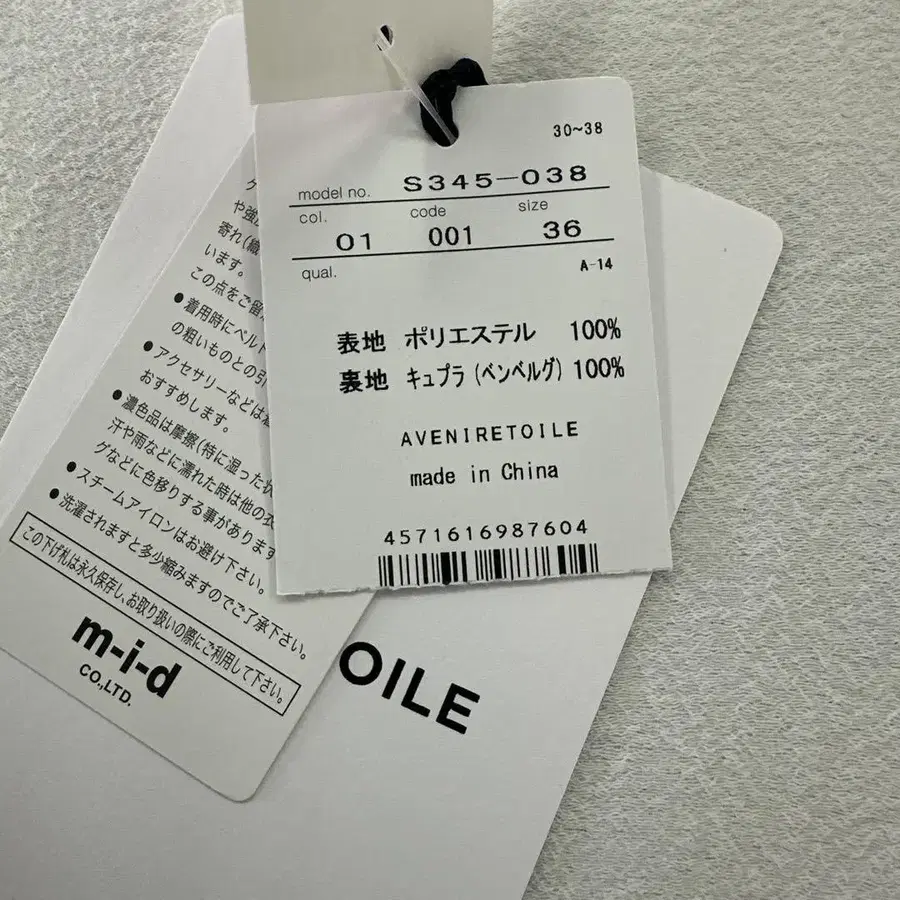 30~38
model no. S345-038
col. code size
01 001 36
qual. A-14
表地 ポリエステル 100%
裏地 キュプラ(ベンベルグ) 100%
AVENIRETOILE
made in China
4571616987604
や強
寄れ(織
います。
この点をご留
●着用時にベルト
の粗いものとの引
●アクセサリーなどは
おすすめします。
●濃色品は摩擦(特に湿った状
汗や雨などに濡れた時は他の衣
グなどに色移りする事があります
●スチームアイロンはお避け下さい。
●洗濯されますと多少縮みますのでご了承下さい。
この下げ札は永久保存し、お取り扱いの際にご利用して下さい。
m-i-d
CO.,LTD.
OILE